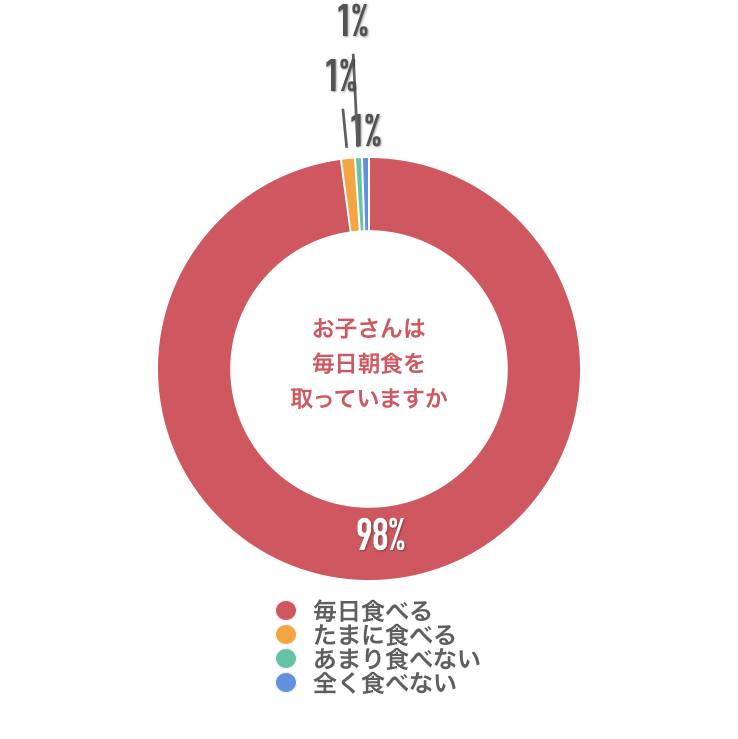 1%
1%
1%
お子さんは
毎日朝食を
取っていますか
98%
毎日食べる
たまに食べる
あまり食べない
全く食べない